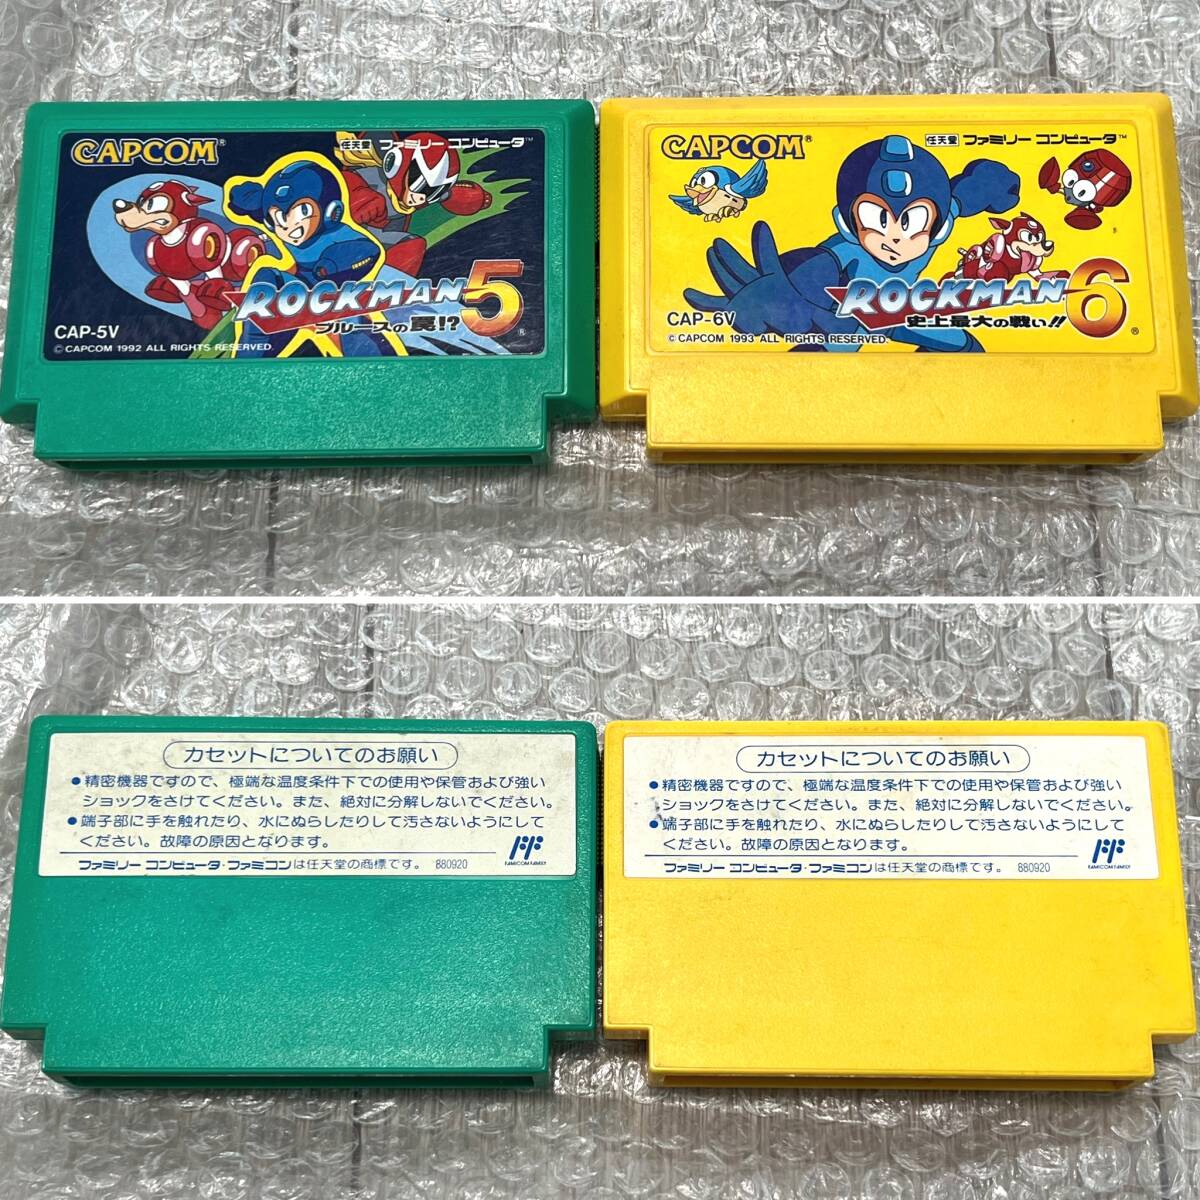 CAPCOM®
任天堂 ファミリー コンピュータ™
ROCKMAN 5
ブルースの罠!?
®
CAP-5V
©CAPCOM 1992 ALL RIGHTS RESERVED.
CAPCOM®
任天堂 ファミリー コンピュータ™
ROCKMAN 6
史上最大の戦い!!
®
CAP-6V
©CAPCOM 1993 ALL RIGHTS RESERVED.
カセットについてのお願い
●精密機器ですので、極端な温度条件下での使用や保管および強い
ショックをさけてください。また、絶対に分解しないでください。
●端子部に手を触れたり、水にぬらしたりして汚さないようにして
ください。故障の原因となります。
FF
FAMICOM FAMILY
ファミリー コンピュータ・ファミコンは任天堂の商標です。 880920
カセットについてのお願い
●精密機器ですので、極端な温度条件下での使用や保管および強い
ショックをさけてください。また、絶対に分解しないでください。
●端子部に手を触れたり、水にぬらしたりして汚さないようにして
ください。故障の原因となります。
FF
FAMICOM FAMILY
ファミリー コンピュータ・ファミコンは任天堂の商標です。 880920